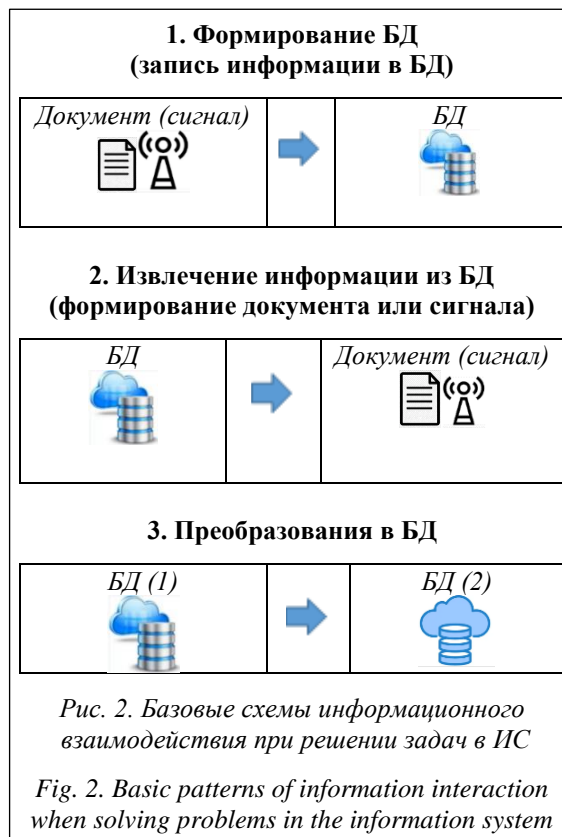 1. Формирование БД
(запись информации в БД)
Документ (сигнал)
БД
2. Извлечение информации из БД
(формирование документа или сигнала)
БД
Документ (сигнал)
3. Преобразования в БД
БД (1)
БД (2)
Рис. 2. Базовые схемы информационного
взаимодействия при решении задач в ИС
Fig. 2. Basic patterns of information interaction
when solving problems in the information system